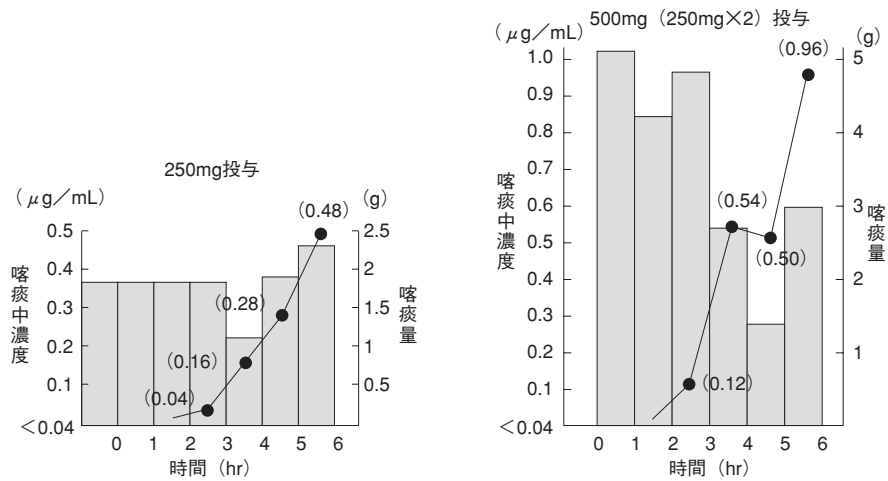 250mg投与
（μg／mL）
（g）
0.5
0.4
0.3
0.2
0.1
＜0.04
喀痰中濃度
2.5
2
1.5
1
0.5
喀痰量
（0.04）
（0.16）
（0.28）
（0.48）
0 1 2 3 4 5 6
時間（hr）
500mg（250mg×2）投与
（μg／mL）
（g）
1.0
0.9
0.8
0.7
0.6
0.5
0.4
0.3
0.2
0.1
＜0.04
喀痰中濃度
5
4
3
2
1
喀痰量
（0.12）
（0.54）
（0.50）
（0.96）
0 1 2 3 4 5 6
時間（hr）